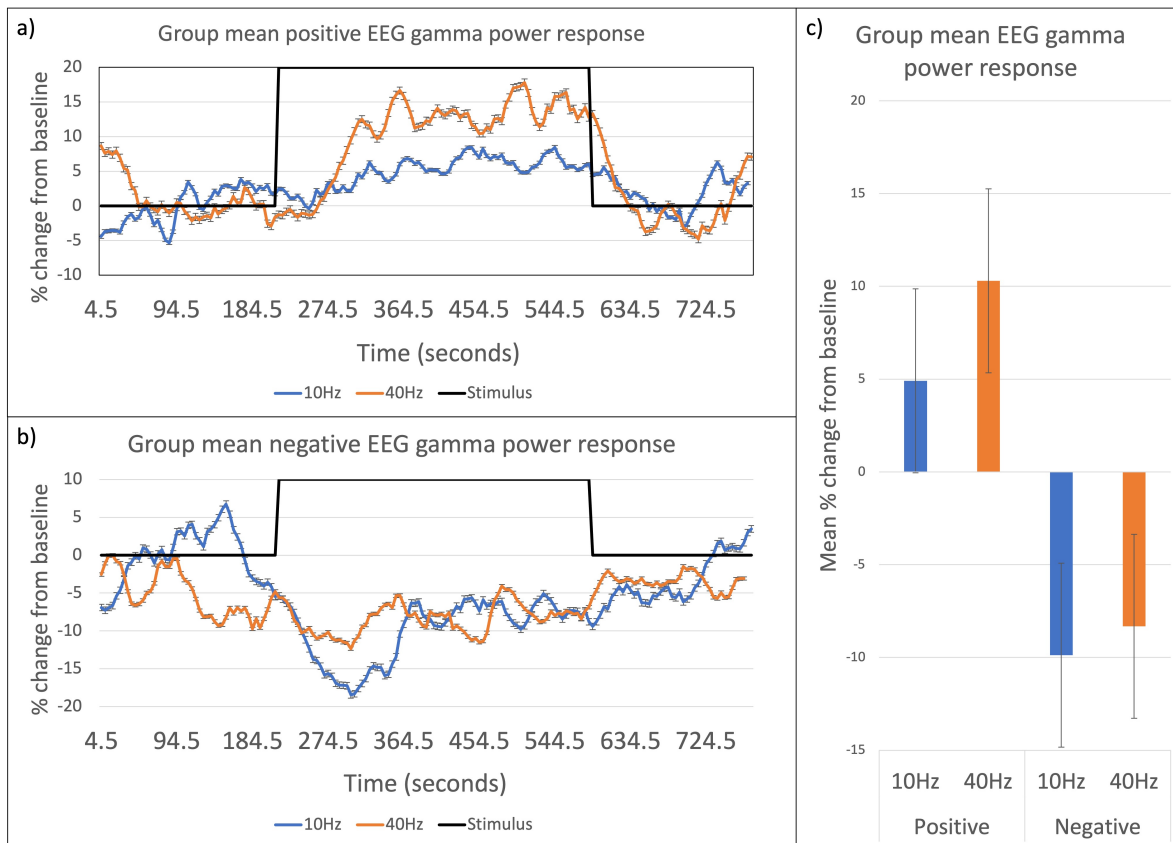 a)
Group mean positive EEG gamma power response
% change from baseline
20
15
10
5
0
-5
-10
4.5 94.5 184.5 274.5 364.5 454.5 544.5 634.5 724.5
Time (seconds)
10Hz 40Hz Stimulus
b)
Group mean negative EEG gamma power response
% change from baseline
10
5
0
-5
-10
-15
-20
4.5 94.5 184.5 274.5 364.5 454.5 544.5 634.5 724.5
Time (seconds)
10Hz 40Hz Stimulus
c)
Group mean EEG gamma
power response
Mean % change from baseline
20
15
10
5
0
-5
-10
-15
10Hz 40Hz 10Hz 40Hz
Positive Negative